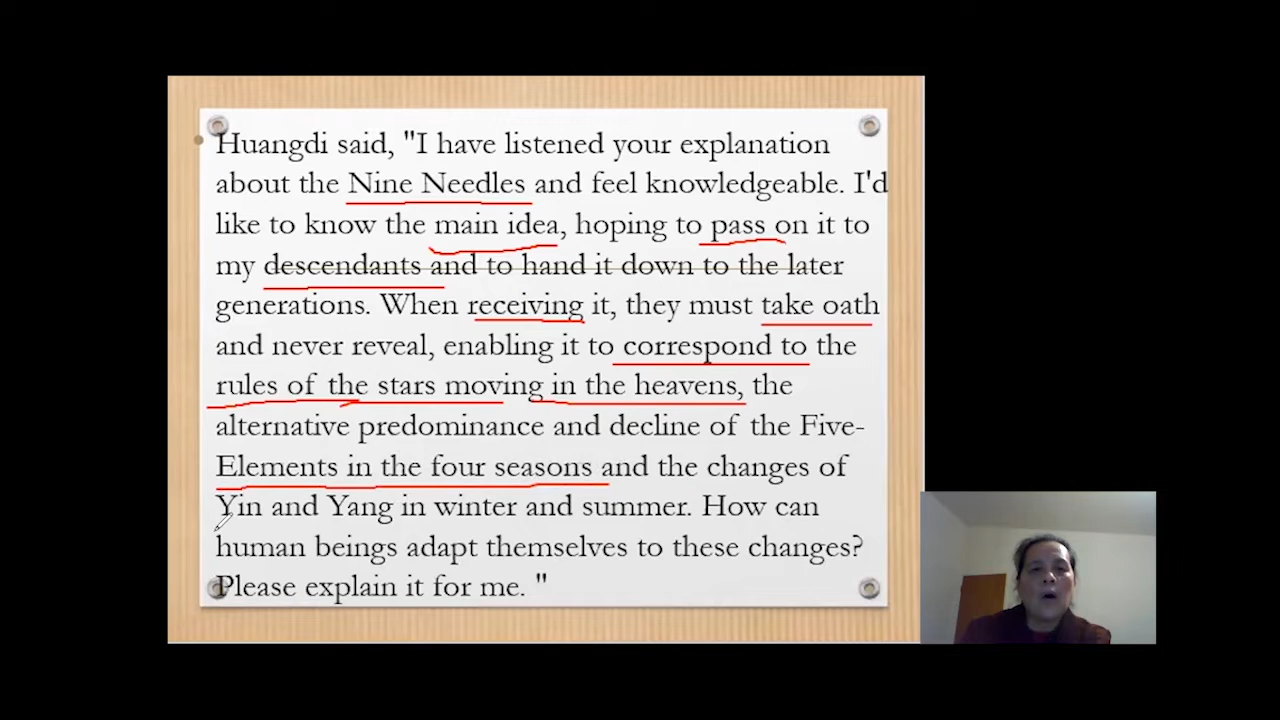 Huangdi said, "I have listened your explanation
about the Nine Needles and feel knowledgeable. I'd
like to know the main idea, hoping to pass on it to
my descendants and to hand it down to the later
generations. When receiving it, they must take oath
and never reveal, enabling it to correspond to the
rules of the stars moving in the heavens, the
alternative predominance and decline of the Five-
Elements in the four seasons and the changes of
Yin and Yang in winter and summer. How can
human beings adapt themselves to these changes?
Please explain it for me. "